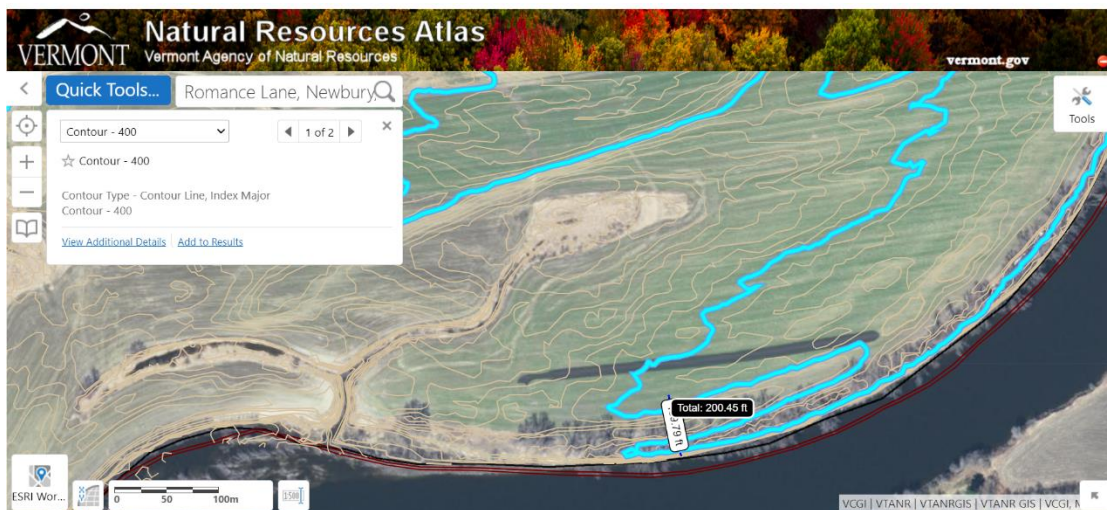 VERMONT
Natural Resources Atlas
Vermont Agency of Natural Resources
vermont.gov
Quick Tools...
Romance Lane, Newbury,
Tools
Contour - 400
1 of 2
Contour - 400
Contour Type - Contour Line, Index Major
Contour - 400
View Additional Details
Add to Results
Total: 200.45 ft
ESRI Wor...
0 50 100m
VCGI | VTANR | VTANRGIS | VTANR GIS | VCGI,